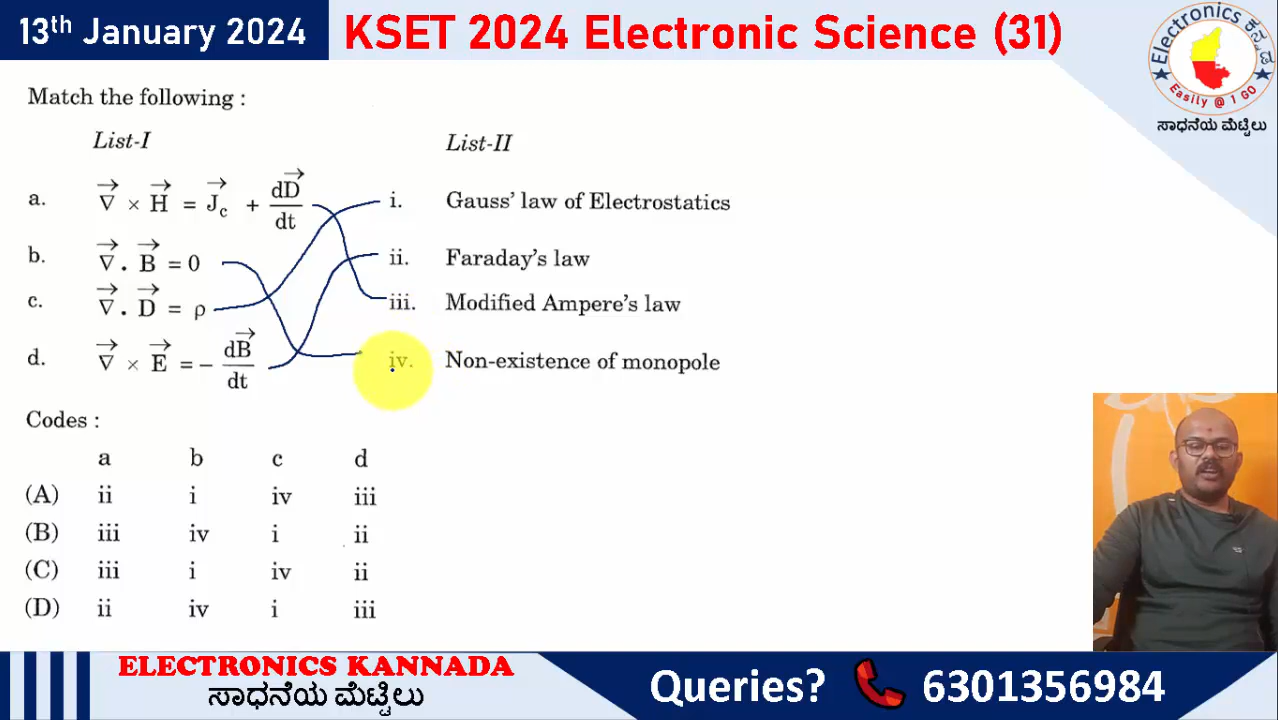 13th January 2024
KSET 2024 Electronic Science (31)
Electronics ಕನ್ನಡ
Easily @ 1 GO
ಸಾಧನೆಯ ಮೆಟ್ಟಿಲು
Match the following :
List-I List-II
a. ∇⃗ × H⃗ = J⃗c + dD⃗/dt i. Gauss’ law of Electrostatics
b. ∇⃗ . B⃗ = 0 ii. Faraday’s law
c. ∇⃗ . D⃗ = ρ iii. Modified Ampere’s law
d. ∇⃗ × E⃗ = – dB⃗/dt iv. Non-existence of monopole
Codes :
a b c d
(A) ii i iv iii
(B) iii iv i ii
(C) iii i iv ii
(D) ii iv i iii
ELECTRONICS KANNADA
ಸಾಧನೆಯ ಮೆಟ್ಟಿಲು
Queries? 6301356984